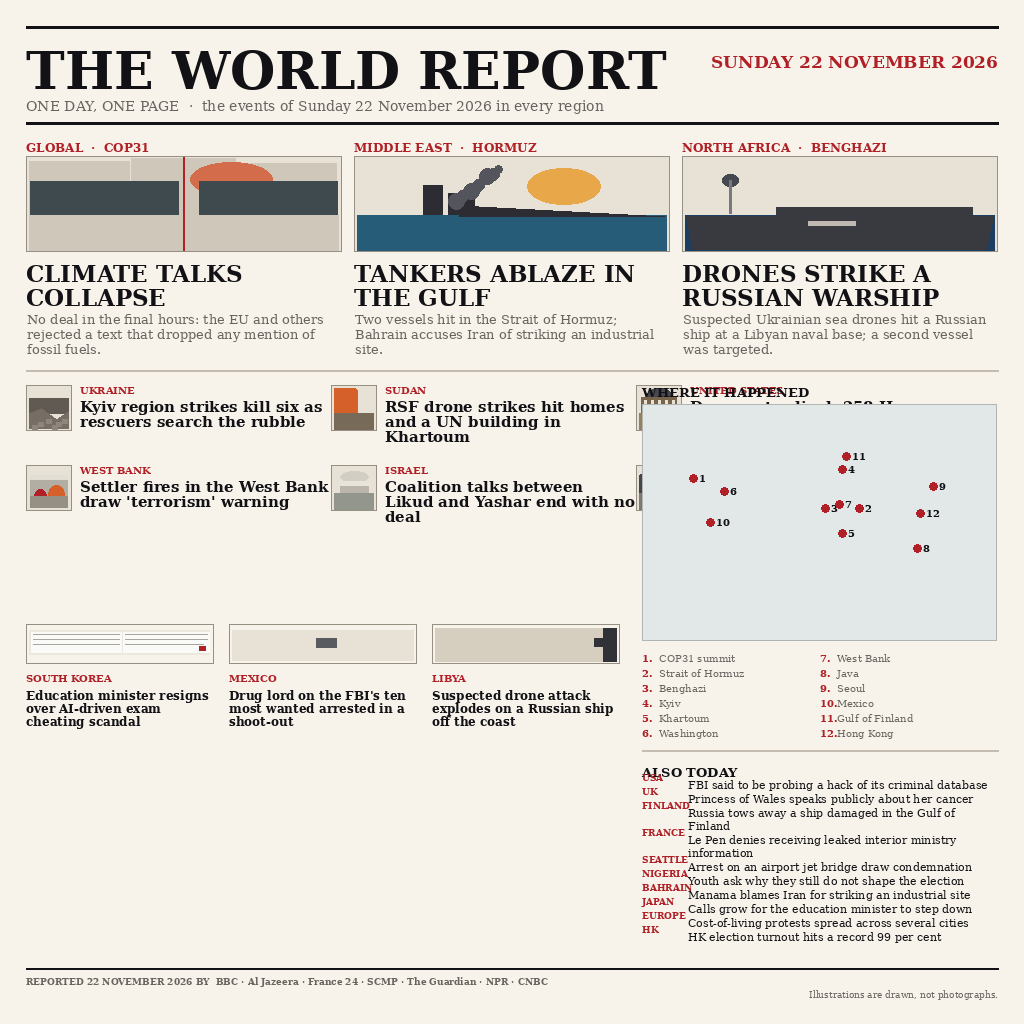 THE WORLD REPORT
SUNDAY 22 NOVEMBER 2026
ONE DAY, ONE PAGE · the events of Sunday 22 November 2026 in every region
GLOBAL · COP31
CLIMATE TALKS
COLLAPSE
No deal in the final hours: the EU and others
rejected a text that dropped any mention of
fossil fuels.
MIDDLE EAST · HORMUZ
TANKERS ABLAZE IN
THE GULF
Two vessels hit in the Strait of Hormuz;
Bahrain accuses Iran of striking an industrial
site.
NORTH AFRICA · BENGHAZI
DRONES STRIKE A
RUSSIAN WARSHIP
Suspected Ukrainian sea drones hit a Russian
ship at a Libyan naval base; a second vessel
was targeted.
UKRAINE
Kyiv region strikes kill six as
rescuers search the rubble
SUDAN
RSF drone strikes hit homes
and a UN building in
Khartoum
UNITED STATES
WEST BANK
Settler fires in the West Bank
draw 'terrorism' warning
ISRAEL
Coalition talks between
Likud and Yashar end with no
deal
SOUTH KOREA
Education minister resigns
over AI-driven exam
cheating scandal
MEXICO
Drug lord on the FBI's ten
most wanted arrested in a
shoot-out
LIBYA
Suspected drone attack
explodes on a Russian ship
off the coast
WHERE IT HAPPENED
11
4
1
6
9
7
3
2
12
10
5
8
1. COP31 summit
2. Strait of Hormuz
3. Benghazi
4. Kyiv
5. Khartoum
6. Washington
7. West Bank
8. Java
9. Seoul
10. Mexico
11. Gulf of Finland
12. Hong Kong
ALSO TODAY
USA FBI said to be probing a hack of its criminal database
UK Princess of Wales speaks publicly about her cancer
FINLAND Russia tows away a ship damaged in the Gulf of
Finland
FRANCE Le Pen denies receiving leaked interior ministry
information
SEATTLE Arrest on an airport jet bridge draw condemnation
NIGERIA Youth ask why they still do not shape the election
BAHRAIN Manama blames Iran for striking an industrial site
JAPAN Calls grow for the education minister to step down
EUROPE Cost-of-living protests spread across several cities
HK HK election turnout hits a record 99 per cent
REPORTED 22 NOVEMBER 2026 BY BBC · Al Jazeera · France 24 · SCMP · The Guardian · NPR · CNBC
Illustrations are drawn, not photographs.